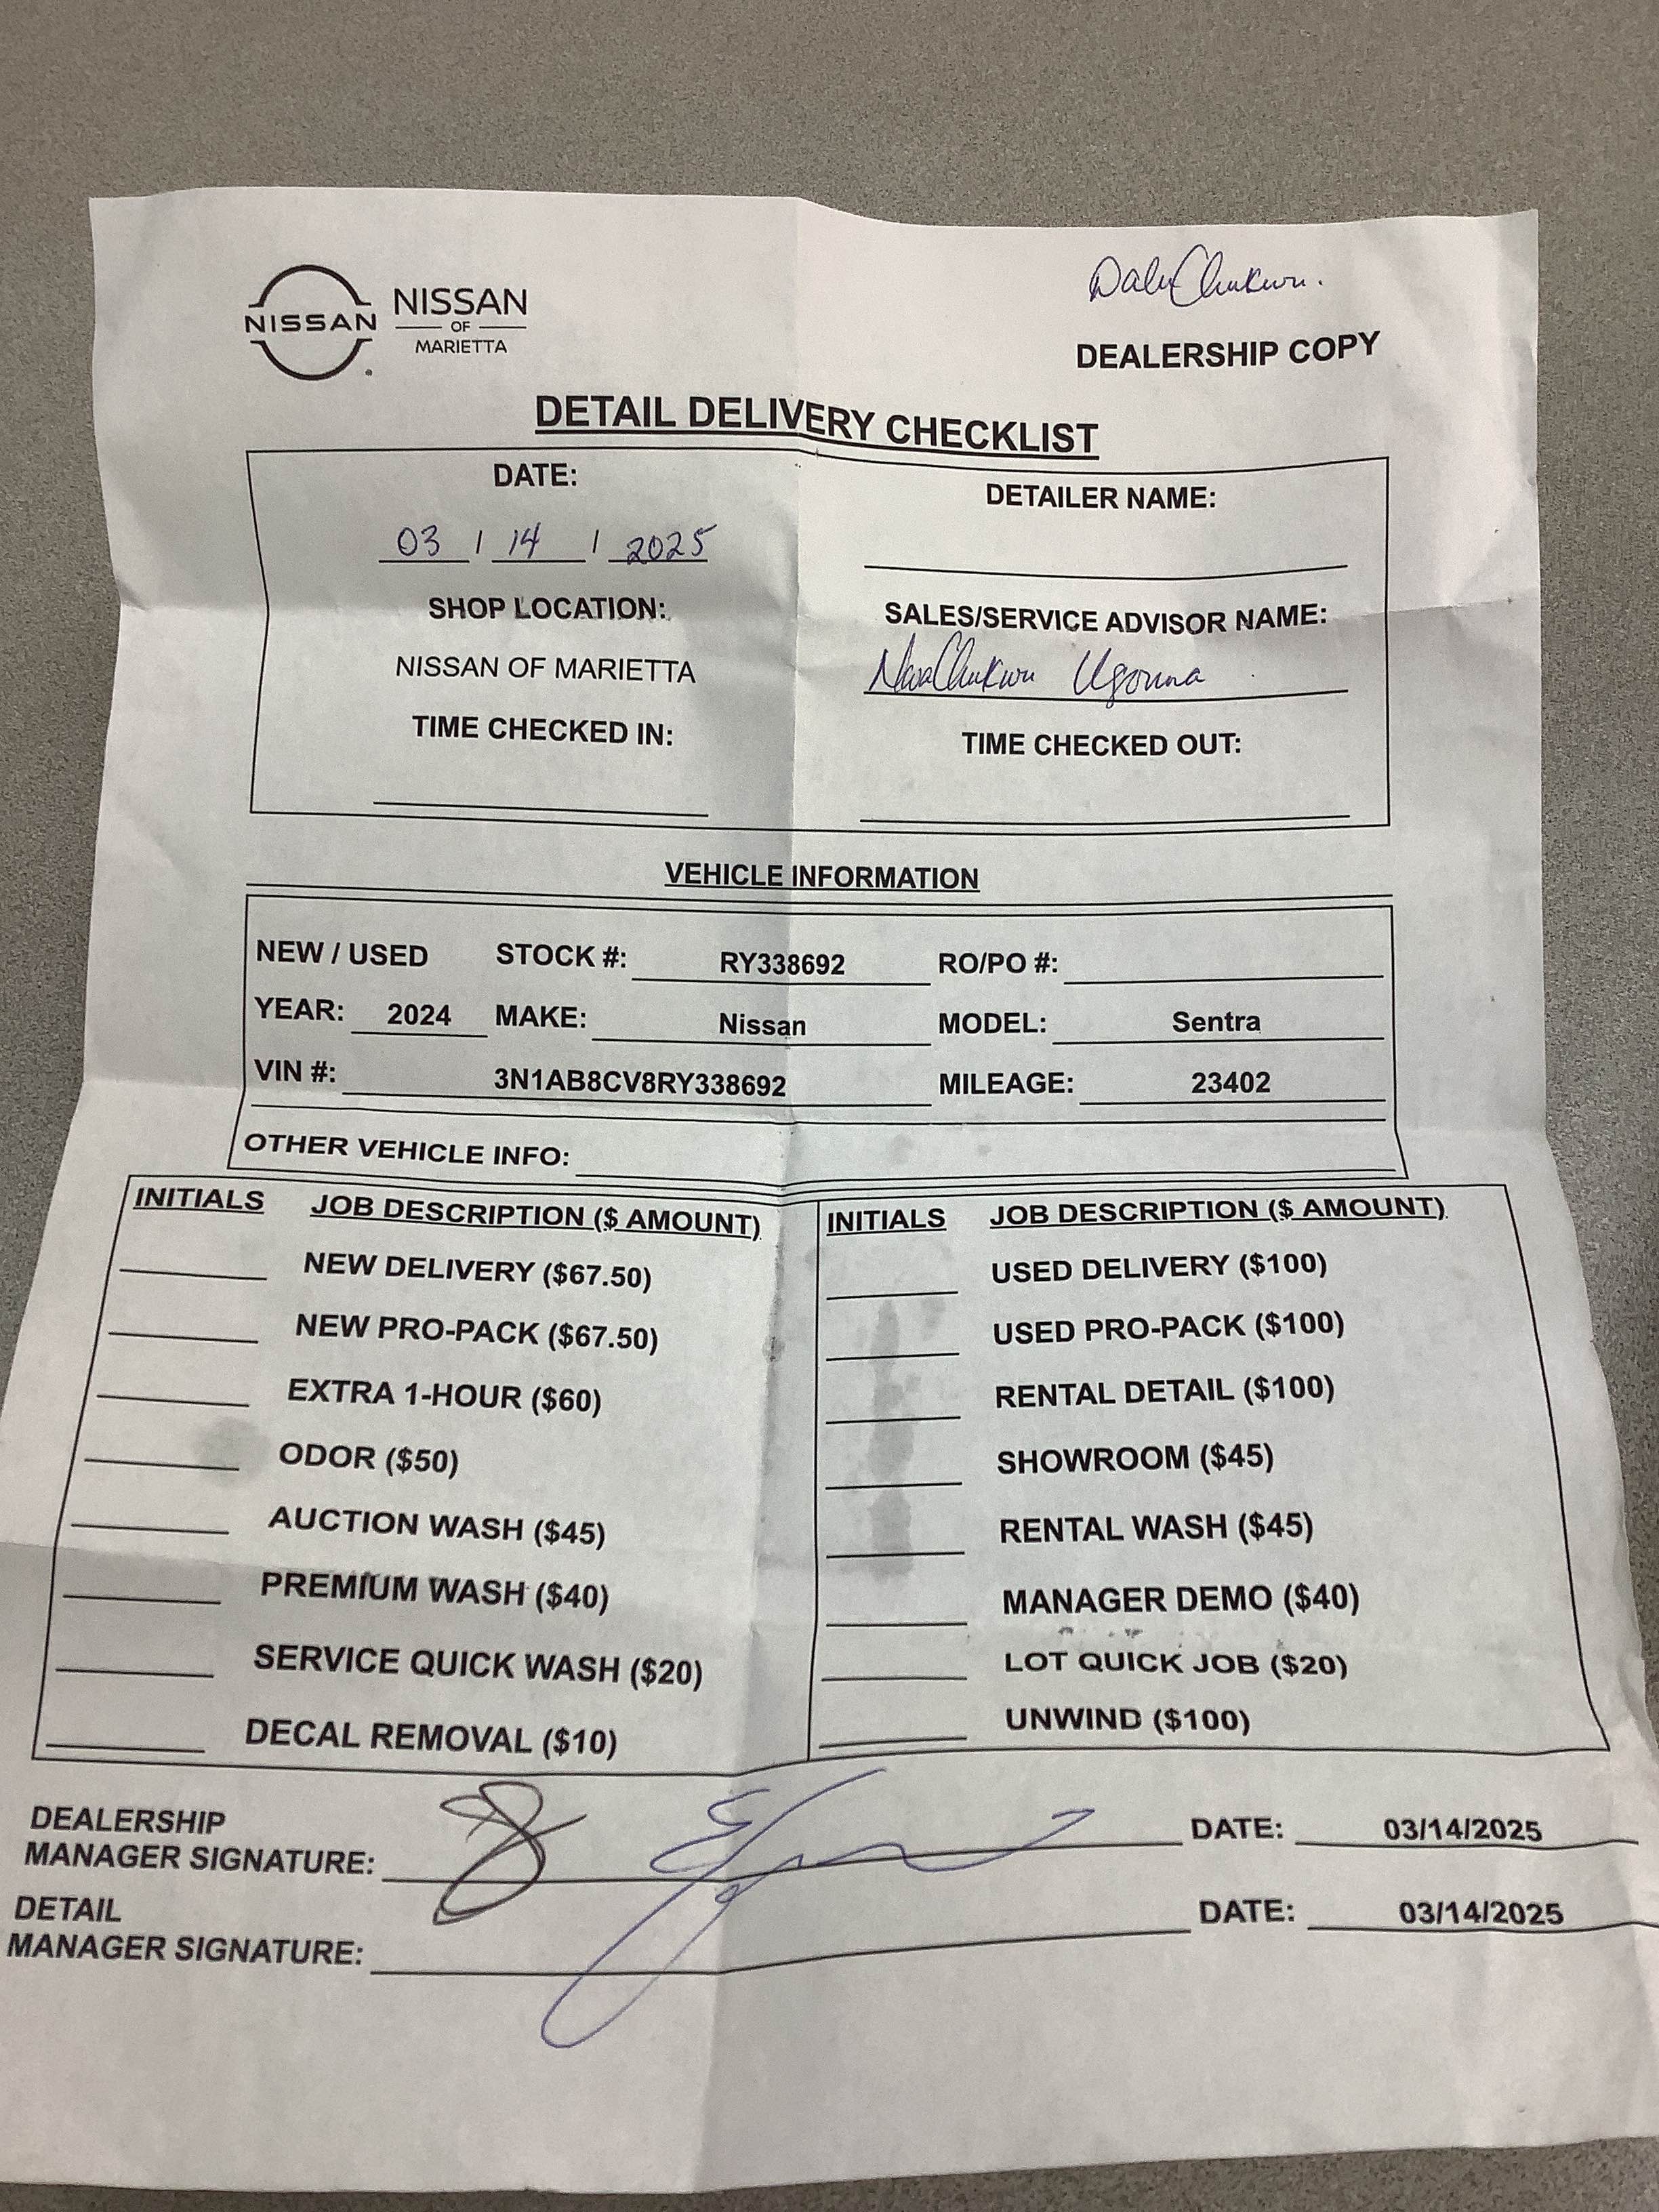 DaluChukwu.
NISSAN NISSAN
OF
MARIETTA
DEALERSHIP COPY
DETAIL DELIVERY CHECKLIST
DATE:
DETAILER NAME:
03 / 14 / 2025
SHOP LOCATION:
SALES/SERVICE ADVISOR NAME:
NISSAN OF MARIETTA
NwaChukwu Ugonna
TIME CHECKED IN:
TIME CHECKED OUT:
VEHICLE INFORMATION
NEW / USED STOCK #: RY338692 RO/PO #:
YEAR: 2024 MAKE: Nissan MODEL: Sentra
VIN #: 3N1AB8CV8RY338692 MILEAGE: 23402
OTHER VEHICLE INFO:
INITIALS JOB DESCRIPTION ($ AMOUNT)
NEW DELIVERY ($67.50)
NEW PRO-PACK ($67.50)
EXTRA 1-HOUR ($60)
ODOR ($50)
AUCTION WASH ($45)
PREMIUM WASH ($40)
SERVICE QUICK WASH ($20)
DECAL REMOVAL ($10)
INITIALS JOB DESCRIPTION ($ AMOUNT)
USED DELIVERY ($100)
USED PRO-PACK ($100)
RENTAL DETAIL ($100)
SHOWROOM ($45)
RENTAL WASH ($45)
MANAGER DEMO ($40)
LOT QUICK JOB ($20)
UNWIND ($100)
DEALERSHIP
MANAGER SIGNATURE: DATE: 03/14/2025
DETAIL
MANAGER SIGNATURE: DATE: 03/14/2025